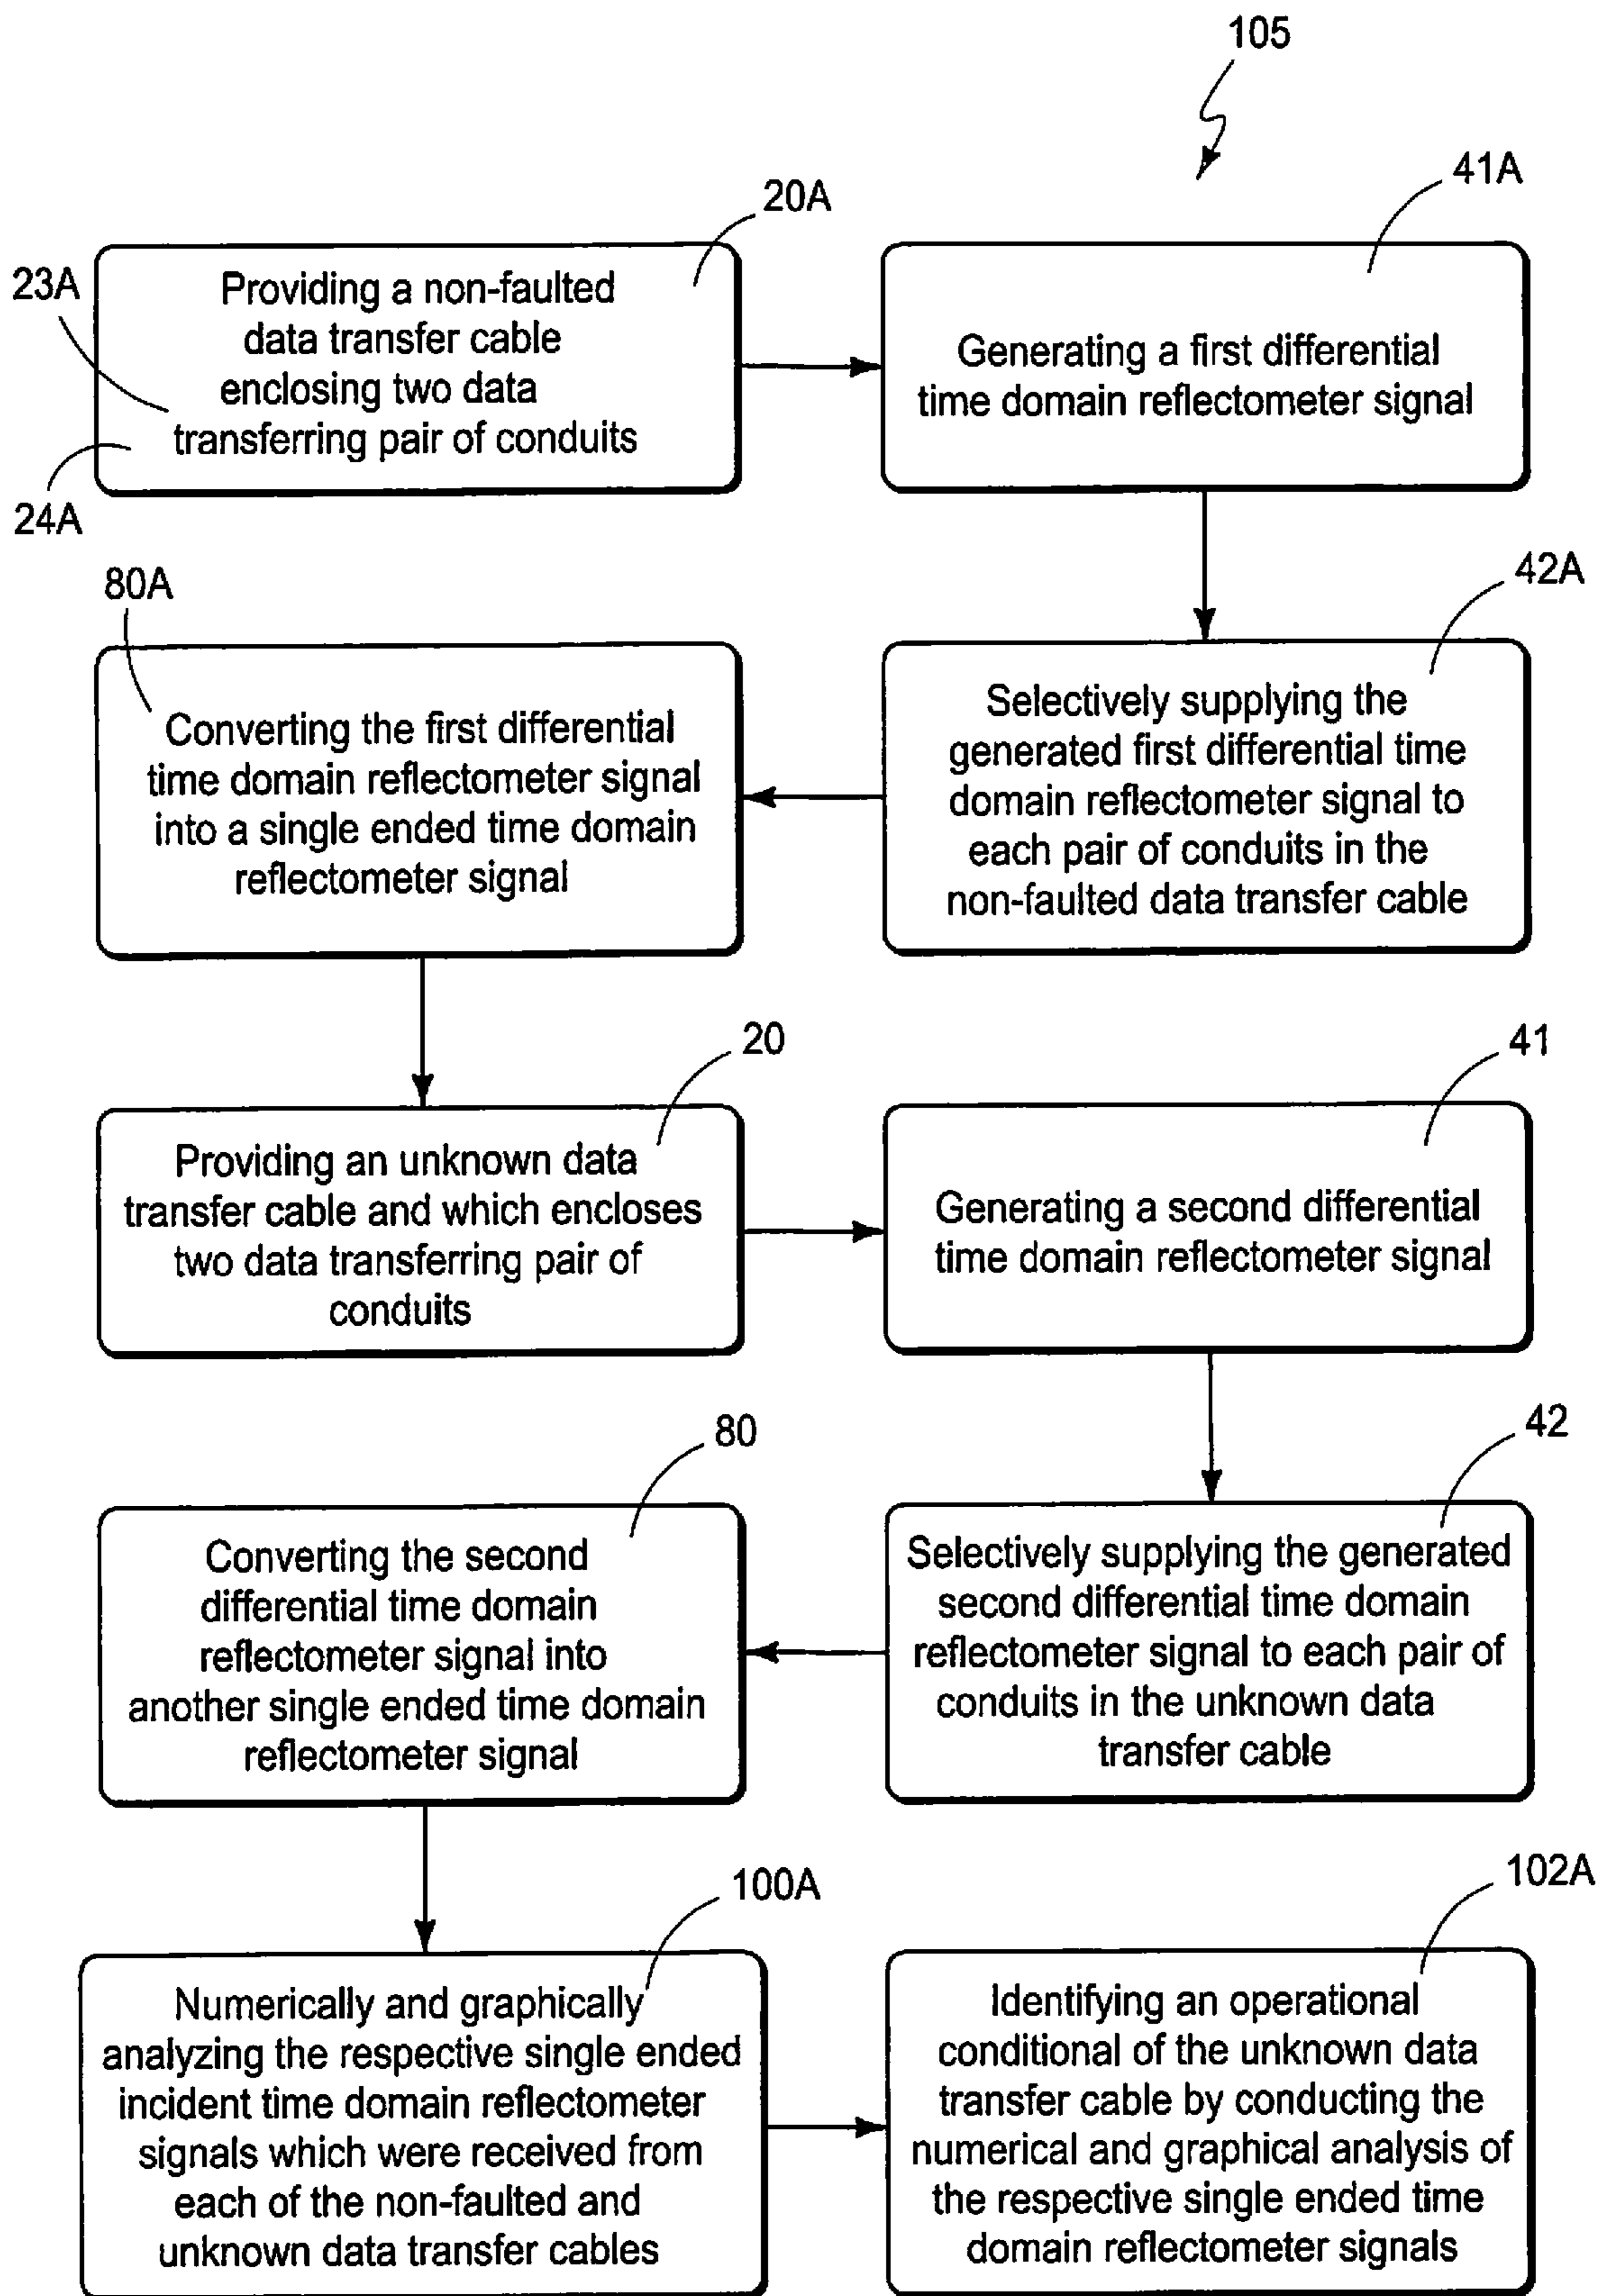 105
20A
41A
23A
Providing a non-faulted
data transfer cable
enclosing two data
transferring pair of conduits
24A
Generating a first differential
time domain reflectometer signal
42A
Selectively supplying the
generated first differential time
domain reflectometer signal to
each pair of conduits in the
non-faulted data transfer cable
80A
Converting the first differential
time domain reflectometer signal
into a single ended time domain
reflectometer signal
20
Providing an unknown data
transfer cable and which encloses
two data transferring pair of
conduits
41
Generating a second differential
time domain reflectometer signal
42
Selectively supplying the generated
second differential time domain
reflectometer signal to each pair of
conduits in the unknown data
transfer cable
80
Converting the second
differential time domain
reflectometer signal into
another single ended time domain
reflectometer signal
100A
Numerically and graphically
analyzing the respective single ended
incident time domain reflectometer
signals which were received from
each of the non-faulted and
unknown data transfer cables
102A
Identifying an operational
conditional of the unknown data
transfer cable by conducting the
numerical and graphical analysis of
the respective single ended time
domain reflectometer signals